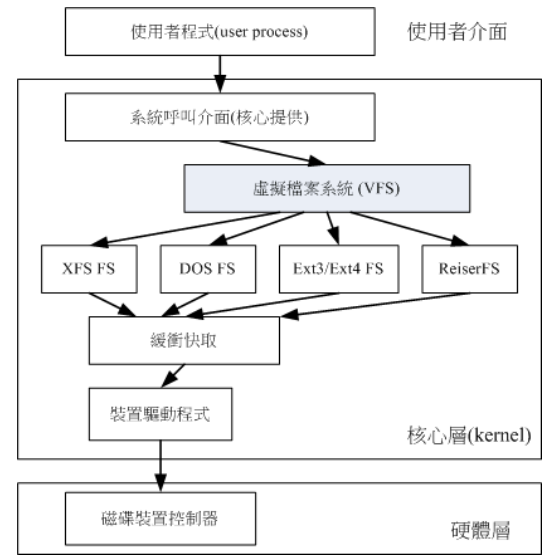 使用者程式(user process)
使用者介面
系統呼叫介面(核心提供)
虛擬檔案系統 (VFS)
XFS FS
DOS FS
Ext3/Ext4 FS
ReiserFS
緩衝快取
裝置驅動程式
核心層(kernel)
磁碟裝置控制器
硬體層